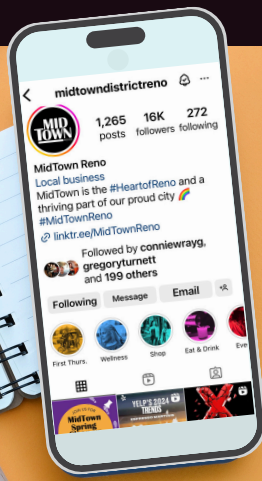 midtowndistrictreno
MID
TOWN
1,265
posts
16K
followers
272
following
MidTown Reno
Local business
MidTown is the #HeartofReno and a
thriving part of our proud city 🌈
#MidTownReno
linktr.ee/MidTownReno
Followed by conniewrayg,
gregoryturnett
and 199 others
Following
Message
Email
First Thurs.
Wellness
Shop
Eat & Drink
Eve
MidTown
Spring
YELP'S 2024
TRENDS